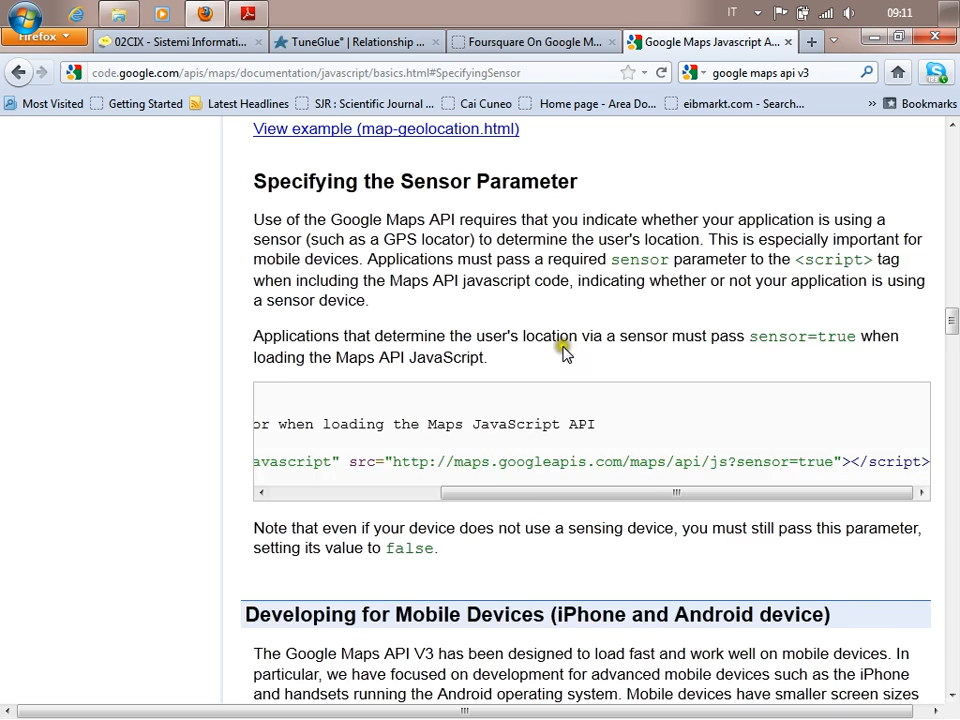 IT 09:11
Firefox
02CIX - Sistemi Informati...
TuneGlue° | Relationship ...
Foursquare On Google M...
Google Maps Javascript A...
code.google.com/apis/maps/documentation/javascript/basics.html#SpecifyingSensor
google maps api v3
Most Visited
Getting Started
Latest Headlines
SJR : Scientific Journal ...
Cai Cuneo
Home page - Area Do...
eibmarkt.com - Search...
»
Bookmarks
View example (map-geolocation.html)
Specifying the Sensor Parameter
Use of the Google Maps API requires that you indicate whether your application is using a
sensor (such as a GPS locator) to determine the user's location. This is especially important for
mobile devices. Applications must pass a required sensor parameter to the <script> tag
when including the Maps API javascript code, indicating whether or not your application is using
a sensor device.
Applications that determine the user's location via a sensor must pass sensor=true when
loading the Maps API JavaScript.
or when loading the Maps JavaScript API
avascript" src="http://maps.googleapis.com/maps/api/js?sensor=true"></script>
Note that even if your device does not use a sensing device, you must still pass this parameter,
setting its value to false.
Developing for Mobile Devices (iPhone and Android device)
The Google Maps API V3 has been designed to load fast and work well on mobile devices. In
particular, we have focused on development for advanced mobile devices such as the iPhone
and handsets running the Android operating system. Mobile devices have smaller screen sizes